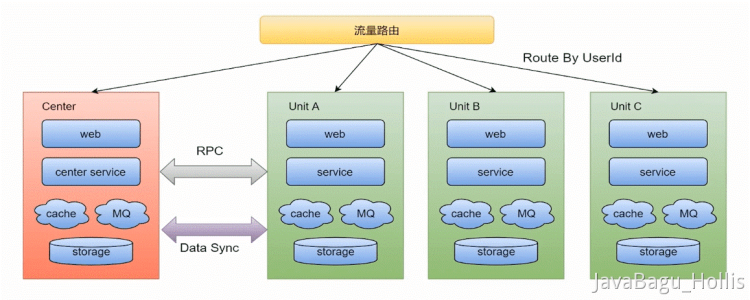 流量路由
Route By UserId
Center
web
center service
cache
MQ
storage
RPC
Data Sync
Unit A
web
service
cache
MQ
storage
Unit B
web
service
cache
MQ
storage
Unit C
web
service
cache
MQ
storage
JavaBagu_Hollis